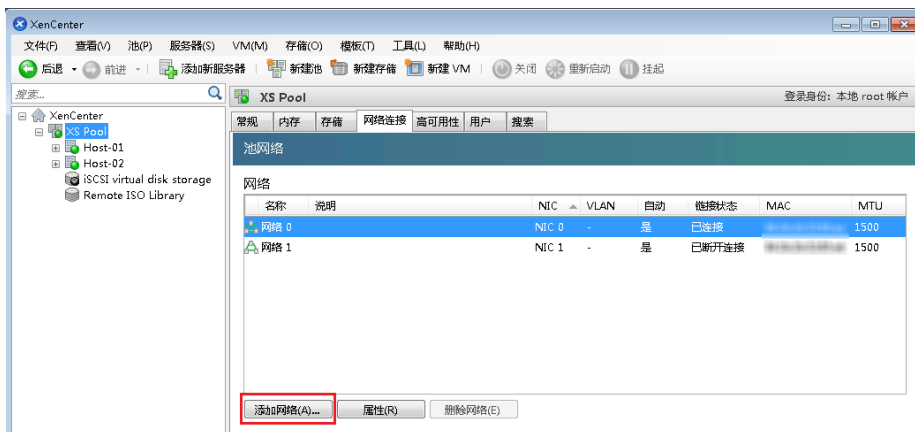 XenCenter
文件(F) 查看(V) 池(P) 服务器(S) VM(M) 存储(O) 模板(T) 工具(L) 帮助(H)
后退 前进 添加新服务器 新建池 新建存储 新建 VM 关闭 重新启动 挂起
搜索... XS Pool 登录身份: 本地 root 帐户
XenCenter
XS Pool
Host-01
Host-02
iSCSI virtual disk storage
Remote ISO Library
常规 内存 存储 网络连接 高可用性 用户 搜索
池网络
网络
名称 说明 NIC VLAN 自动 链接状态 MAC MTU
网络 0 NIC 0 - 是 已连接 1500
网络 1 NIC 1 - 是 已断开连接 1500
添加网络(A)... 属性(R) 删除网络(E)